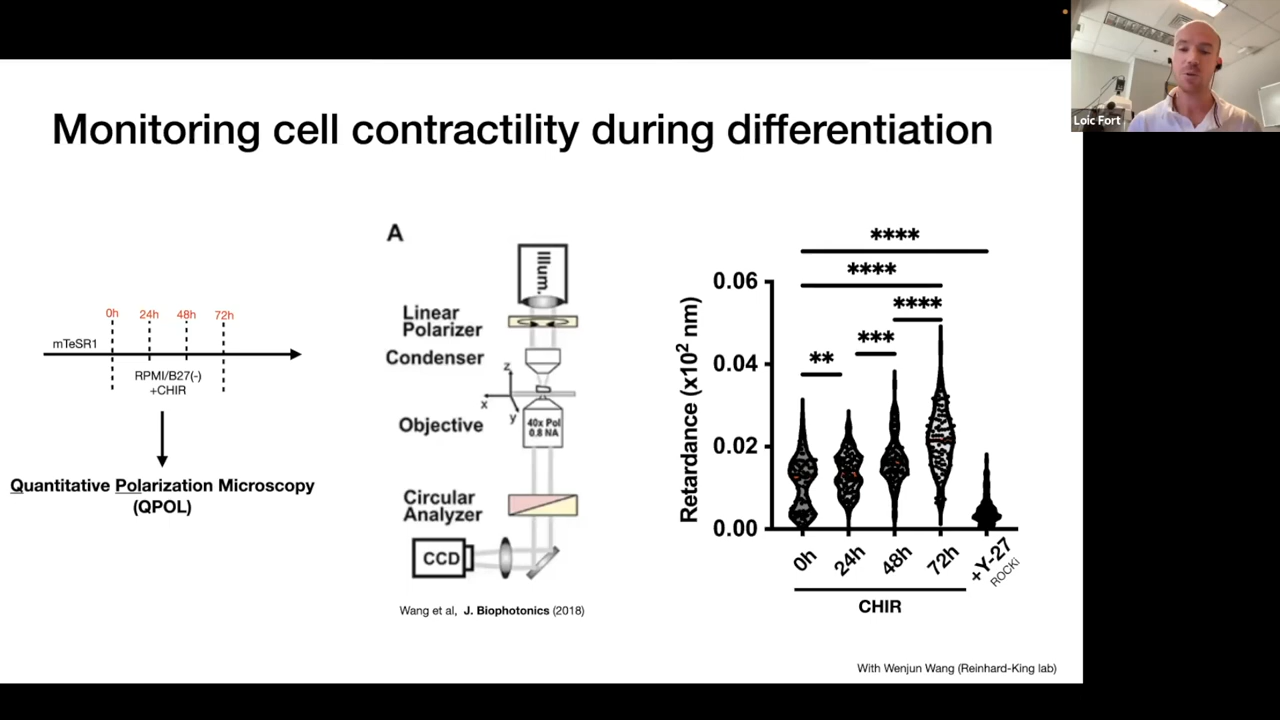 Loic Fort
Monitoring cell contractility during differentiation
0h 24h 48h 72h
mTeSR1
RPMI/B27(-)
+CHIR
Quantitative Polarization Microscopy
(QPOL)
A
Illum.
Linear
Polarizer
Condenser
z
x
y
Objective
40x Pol
0.8 NA
Circular
Analyzer
CCD
Wang et al, J. Biophotonics (2018)
****
****
****
***
**
Retardance (x10² nm)
0.06
0.04
0.02
0.00
0h 24h 48h 72h +Y-27
ROCKi
CHIR
With Wenjun Wang (Reinhard-King lab)